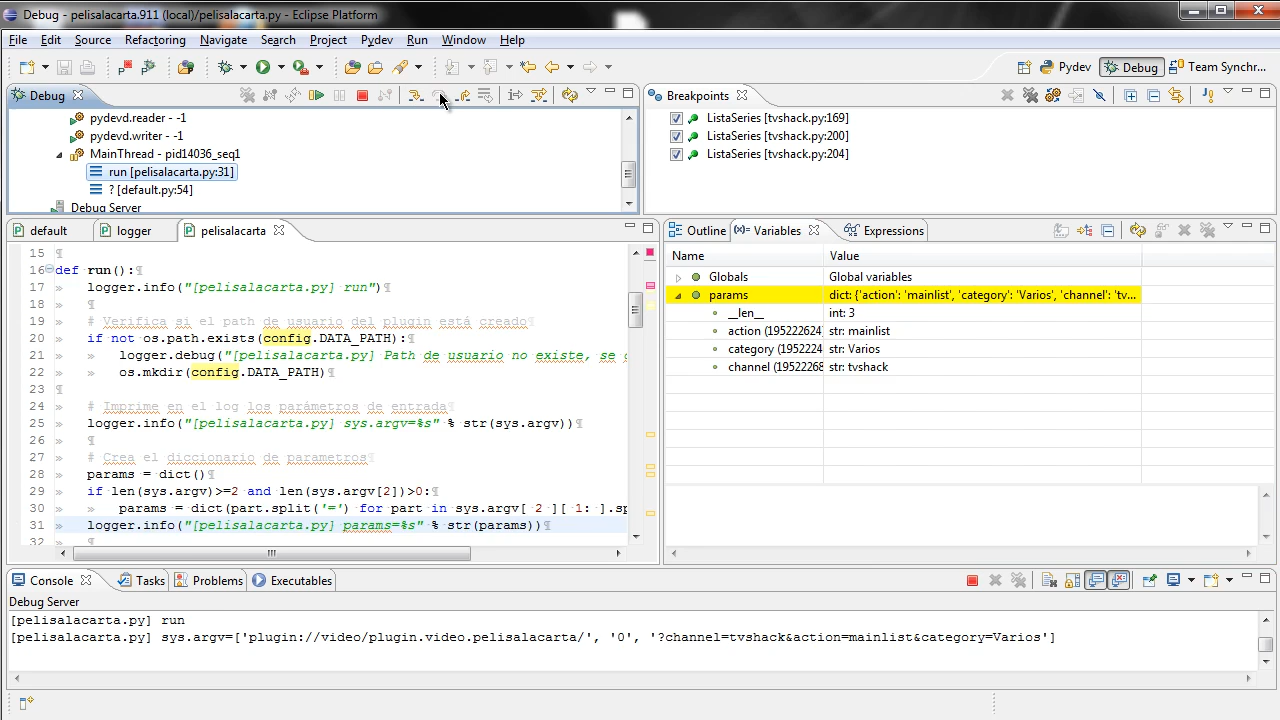 Debug - pelisalacarta.911 (local)/pelisalacarta.py - Eclipse Platform
File Edit Source Refactoring Navigate Search Project Pydev Run Window Help
Pydev Debug Team Synchr...
Debug
pydevd.reader - -1
pydevd.writer - -1
MainThread - pid14036_seq1
run [pelisalacarta.py:31]
? [default.py:54]
Debug Server
Breakpoints
ListaSeries [tvshack.py:169]
ListaSeries [tvshack.py:200]
ListaSeries [tvshack.py:204]
default logger pelisalacarta
15 ¶
16 def run():¶
17 » logger.info("[pelisalacarta.py] run")¶
18 » ¶
19 » # Verifica si el path de usuario del plugin está creado¶
20 » if not os.path.exists(config.DATA_PATH):¶
21 » » logger.debug("[pelisalacarta.py] Path de usuario no existe, se
22 » » os.mkdir(config.DATA_PATH)¶
23 ¶
24 » # Imprime en el log los parámetros de entrada¶
25 » logger.info("[pelisalacarta.py] sys.argv=%s" % str(sys.argv))¶
26 » ¶
27 » # Crea el diccionario de parametros¶
28 » params = dict()¶
29 » if len(sys.argv)>=2 and len(sys.argv[2])>0:¶
30 » » params = dict(part.split('=') for part in sys.argv[ 2 ][ 1: ].sp
31 » logger.info("[pelisalacarta.py] params=%s" % str(params))¶
32 » ¶
Outline (x)= Variables Expressions
Name Value
Globals Global variables
params dict: {'action': 'mainlist', 'category': 'Varios', 'channel': 'tv...
__len__ int: 3
action (195222624 str: mainlist
category (1952224 str: Varios
channel (19522268 str: tvshack
Console Tasks Problems Executables
Debug Server
[pelisalacarta.py] run
[pelisalacarta.py] sys.argv=['plugin://video/plugin.video.pelisalacarta/', '0', '?channel=tvshack&action=mainlist&category=Varios']